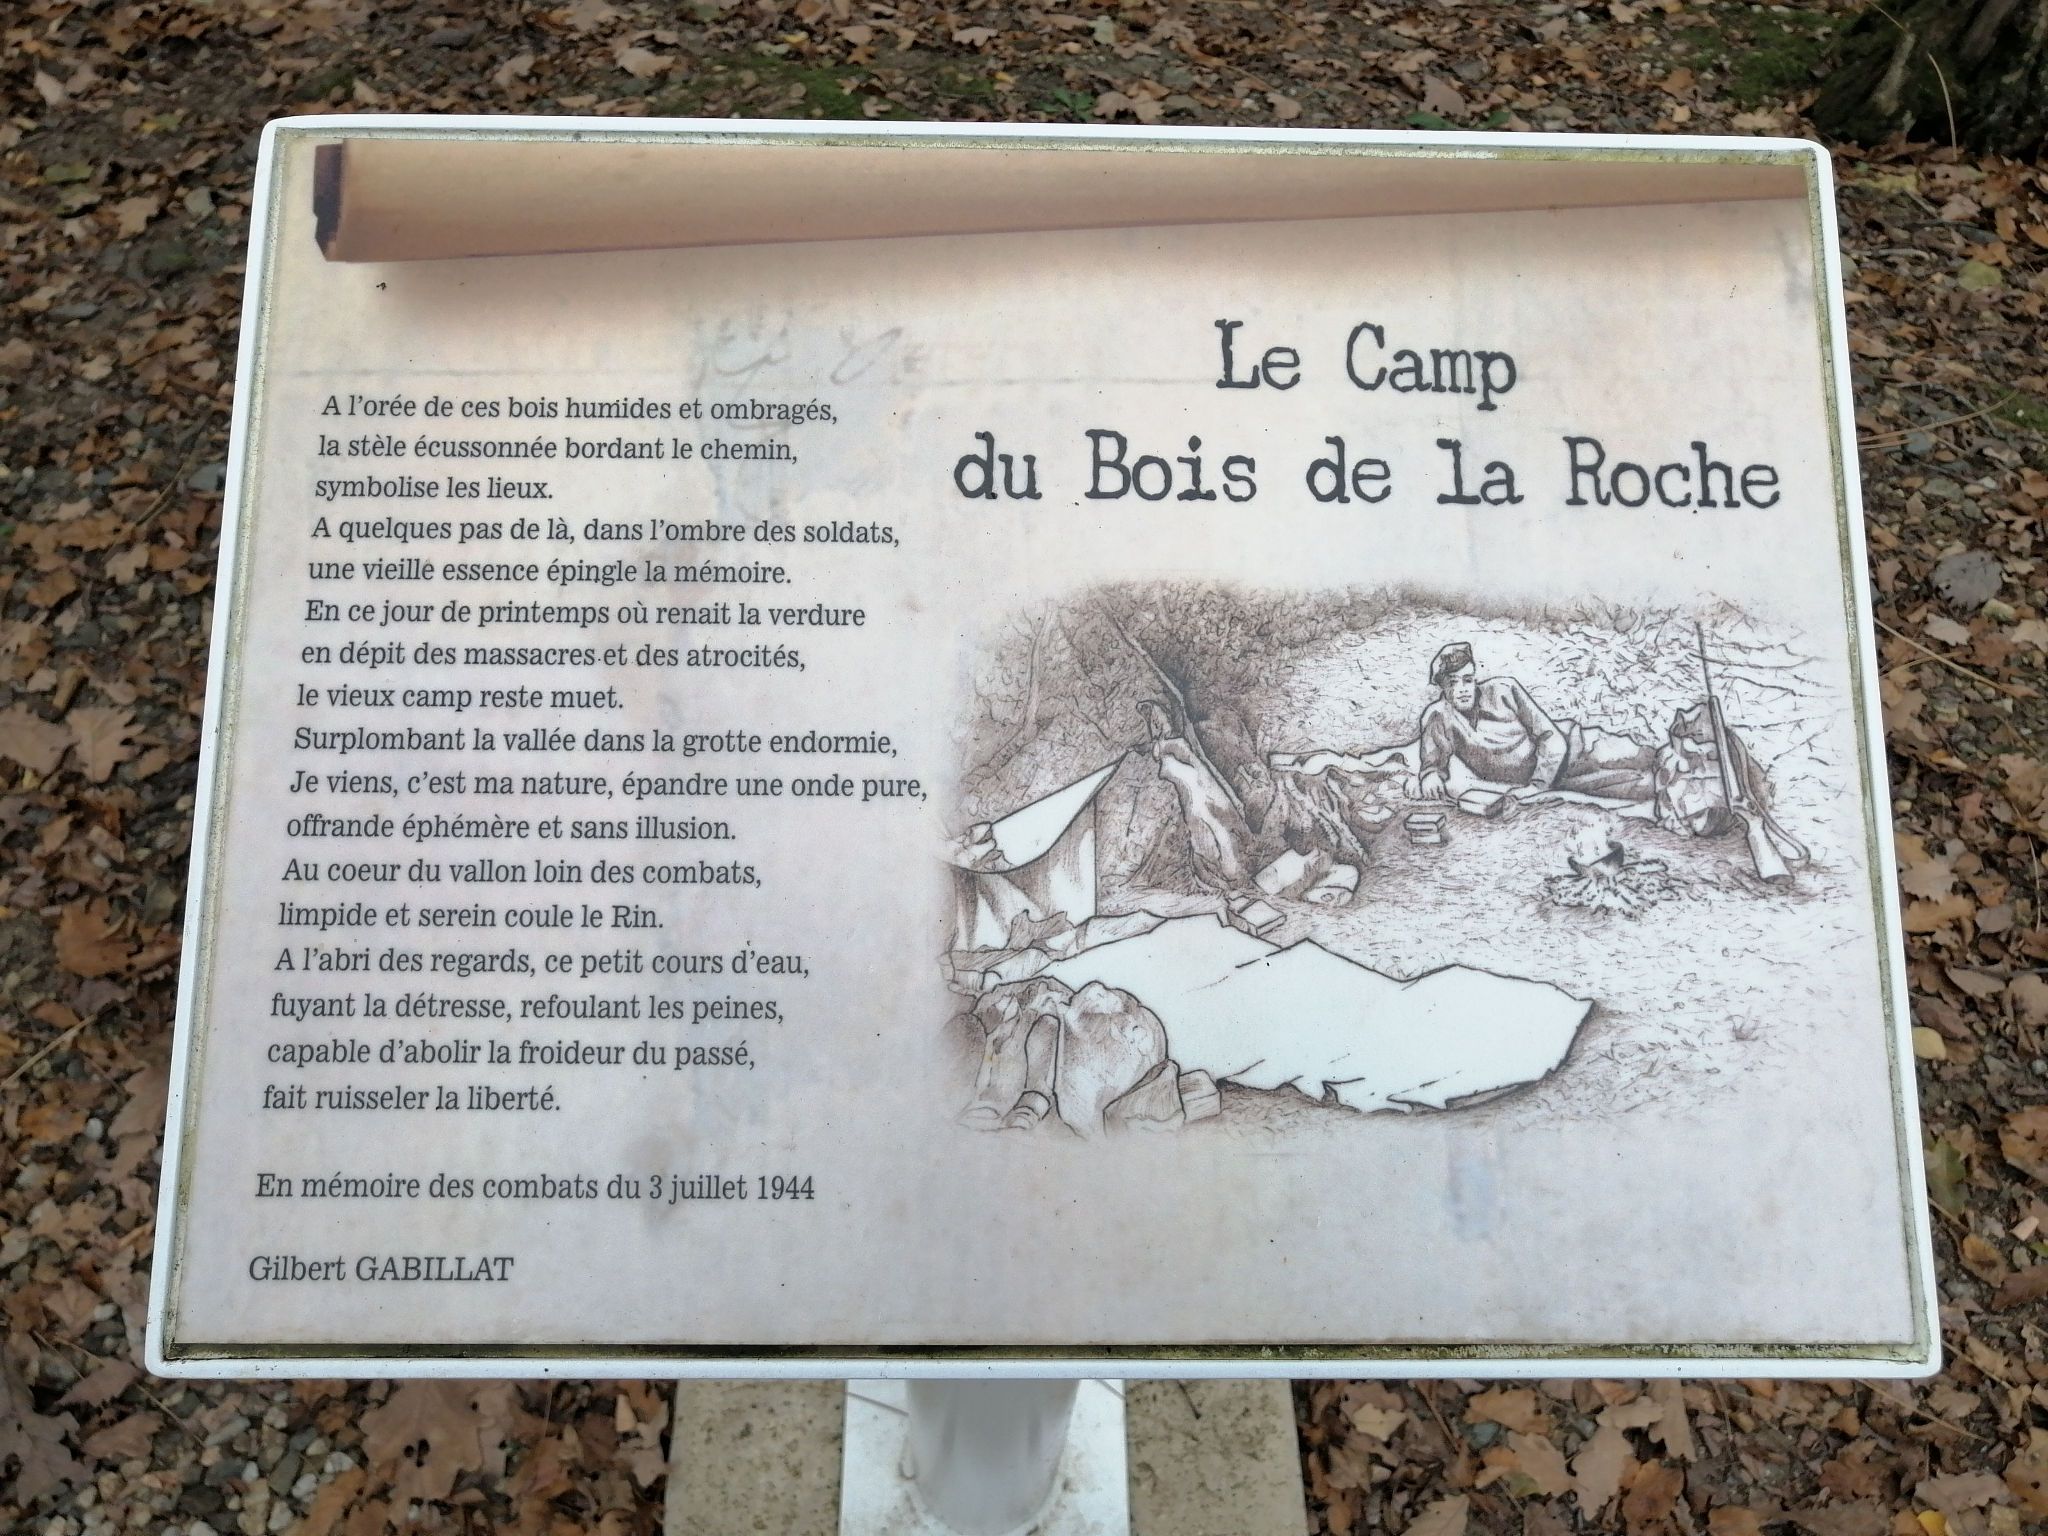 Le Camp
du Bois de la Roche
A l'orée de ces bois humides et ombragés,
la stèle écussonnée bordant le chemin,
symbolise les lieux.
A quelques pas de là, dans l'ombre des soldats,
une vieille essence épingle la mémoire.
En ce jour de printemps où renait la verdure
en dépit des massacres et des atrocités,
le vieux camp reste muet.
Surplombant la vallée dans la grotte endormie,
Je viens, c'est ma nature, épandre une onde pure,
offrande éphémère et sans illusion.
Au coeur du vallon loin des combats,
limpide et serein coule le Rin.
A l'abri des regards, ce petit cours d'eau,
fuyant la détresse, refoulant les peines,
capable d'abolir la froideur du passé,
fait ruisseler la liberté.
En mémoire des combats du 3 juillet 1944
Gilbert GABILLAT